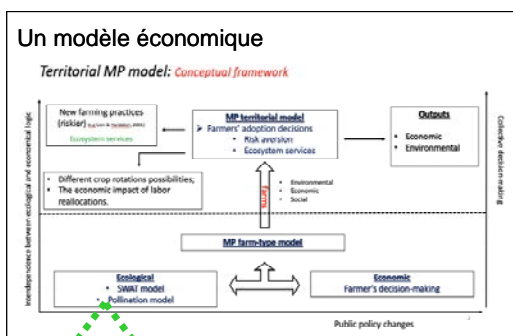 Un modèle économique
Territorial MP model: Conceptual framework
New farming practices
(riskier)
Ecosystem services
MP territorial model
➤ Farmers' adoption decisions
• Risk aversion
• Ecosystem services
Outputs
• Economic
• Environmental
• Different crop rotations possibilities;
• The economic impact of labor
reallocations.
Farms
• Environmental
• Economic
• Social
MP farm-type model
Ecological
• SWAT model
• Pollination model
Economic
Farmer's decision-making
Interdependence between ecological and economical logic
Collective decision-making
Public policy changes